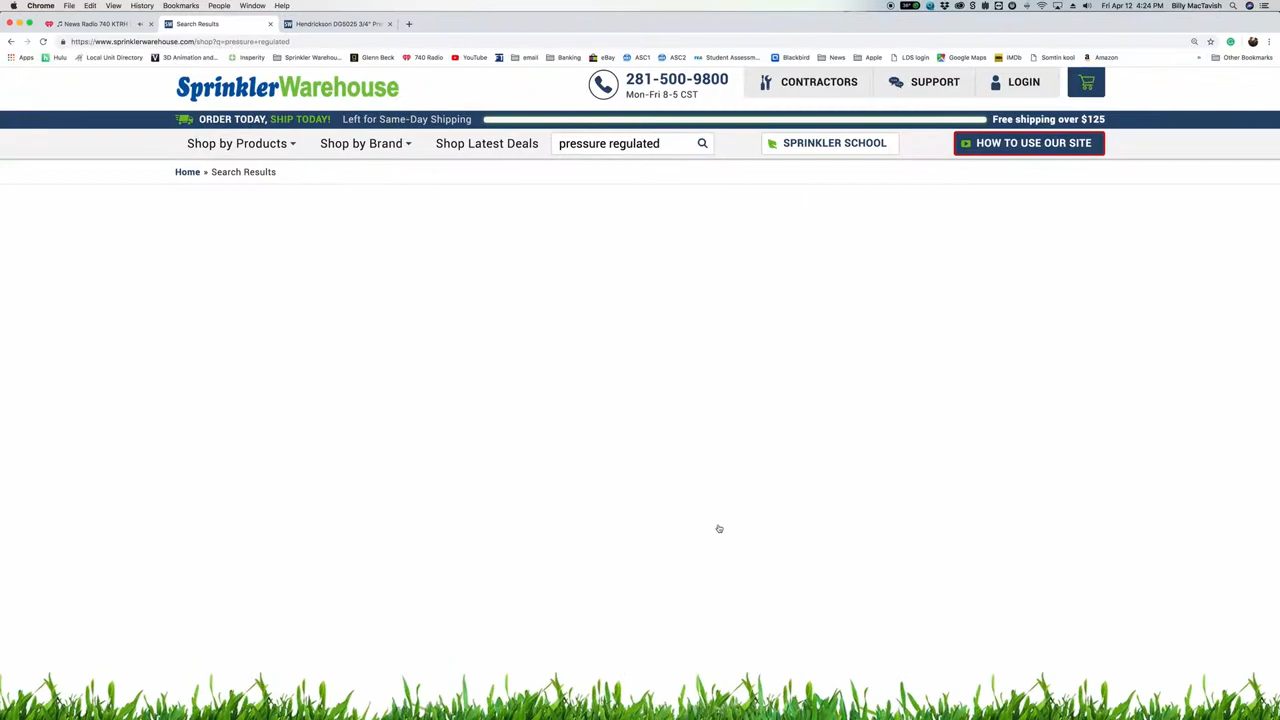 Chrome File Edit View History Bookmarks People Window Help Fri Apr 12 4:24 PM Billy MacTavish
News Radio 740 KTRH Search Results Hendrickson DG5025 3/4" Pre
https://www.sprinklerwarehouse.com/shop?q=pressure+regulated
Apps Hulu Local Unit Directory 3D Animation and... Insperity Sprinkler Warehou... Glenn Beck 740 Radio YouTube email Banking eBay ASC1 ASC2 Student Assessm... Blackbird News Apple LDS login Google Maps IMDb Somtin kool Amazon » Other Bookmarks
SprinklerWarehouse
281-500-9800
Mon-Fri 8-5 CST
CONTRACTORS SUPPORT LOGIN
ORDER TODAY, SHIP TODAY! Left for Same-Day Shipping Free shipping over $125
Shop by Products Shop by Brand Shop Latest Deals pressure regulated SPRINKLER SCHOOL HOW TO USE OUR SITE
Home » Search Results